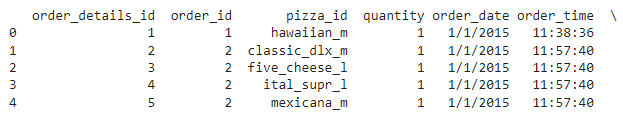 order_details_id order_id pizza_id quantity order_date order_time \
0 1 1 hawaiian_m 1 1/1/2015 11:38:36
1 2 2 classic_dlx_m 1 1/1/2015 11:57:40
2 3 2 five_cheese_l 1 1/1/2015 11:57:40
3 4 2 ital_supr_l 1 1/1/2015 11:57:40
4 5 2 mexicana_m 1 1/1/2015 11:57:40